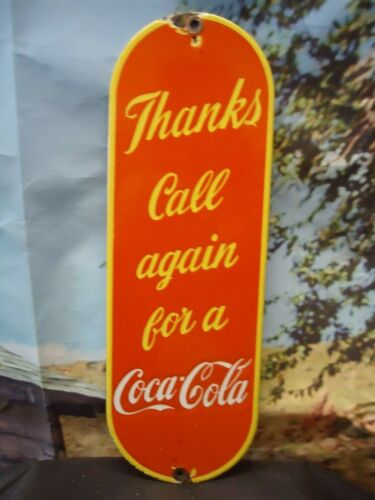 Thanks
Call
again
for a
Coca-Cola